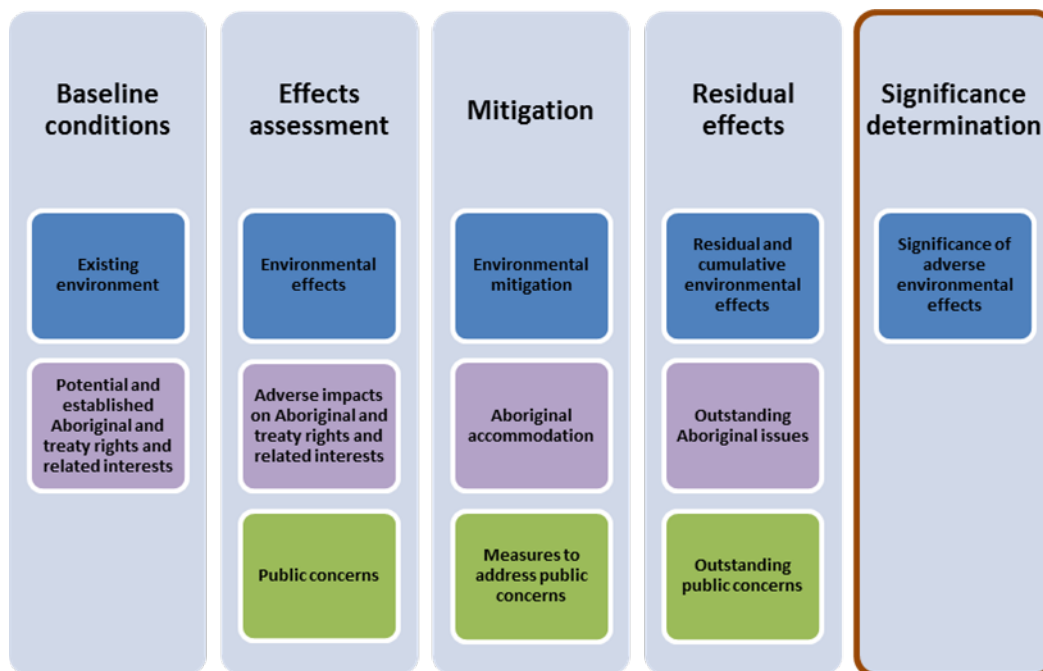 Baseline
conditions
Existing
environment
Potential and
established
Aboriginal and
treaty rights and
related interests
Effects
assessment
Environmental
effects
Adverse impacts
on Aboriginal and
treaty rights and
related interests
Public concerns
Mitigation
Environmental
mitigation
Aboriginal
accommodation
Measures to
address public
concerns
Residual
effects
Residual and
cumulative
environmental
effects
Outstanding
Aboriginal issues
Outstanding
public concerns
Significance
determination
Significance of
adverse
environmental
effects